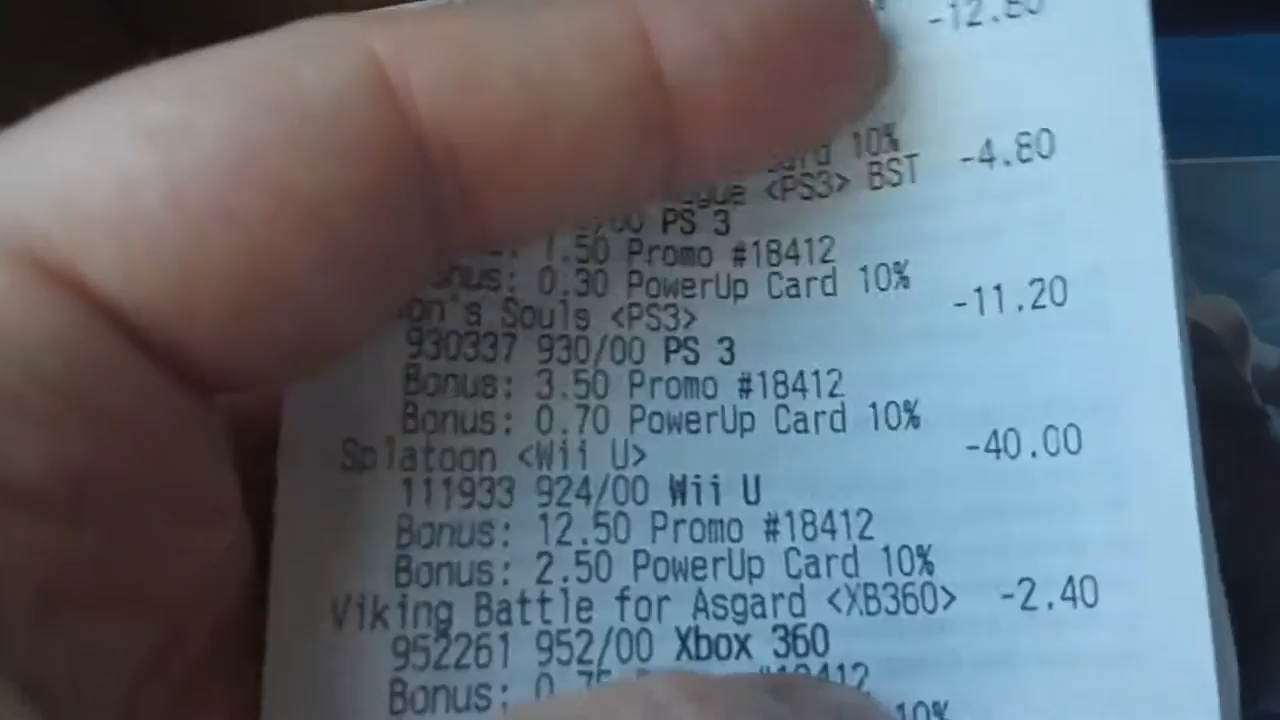 -12.80
10%
<PS3> BST -4.80
PS 3
1.50 Promo #18412
0.30 PowerUp Card 10%
Souls <PS3> -11.20
930337 930/00 PS 3
Bonus: 3.50 Promo #18412
Bonus: 0.70 PowerUp Card 10%
Splatoon <Wii U> -40.00
111933 924/00 Wii U
Bonus: 12.50 Promo #18412
Bonus: 2.50 PowerUp Card 10%
Viking Battle for Asgard <XB360> -2.40
952261 952/00 Xbox 360
Bonus: 0.75 #18412
10%